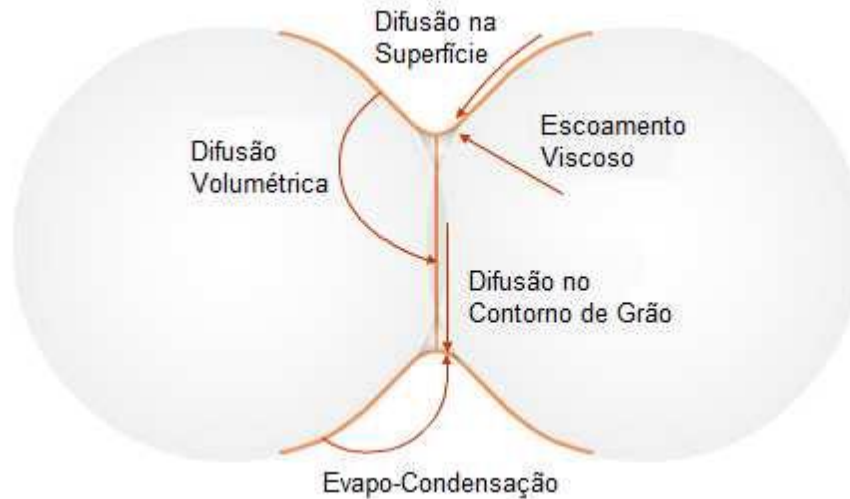 Difusão na
Superfície
Escoamento
Viscoso
Difusão
Volumétrica
Difusão no
Contorno de Grão
Evapo-Condensação